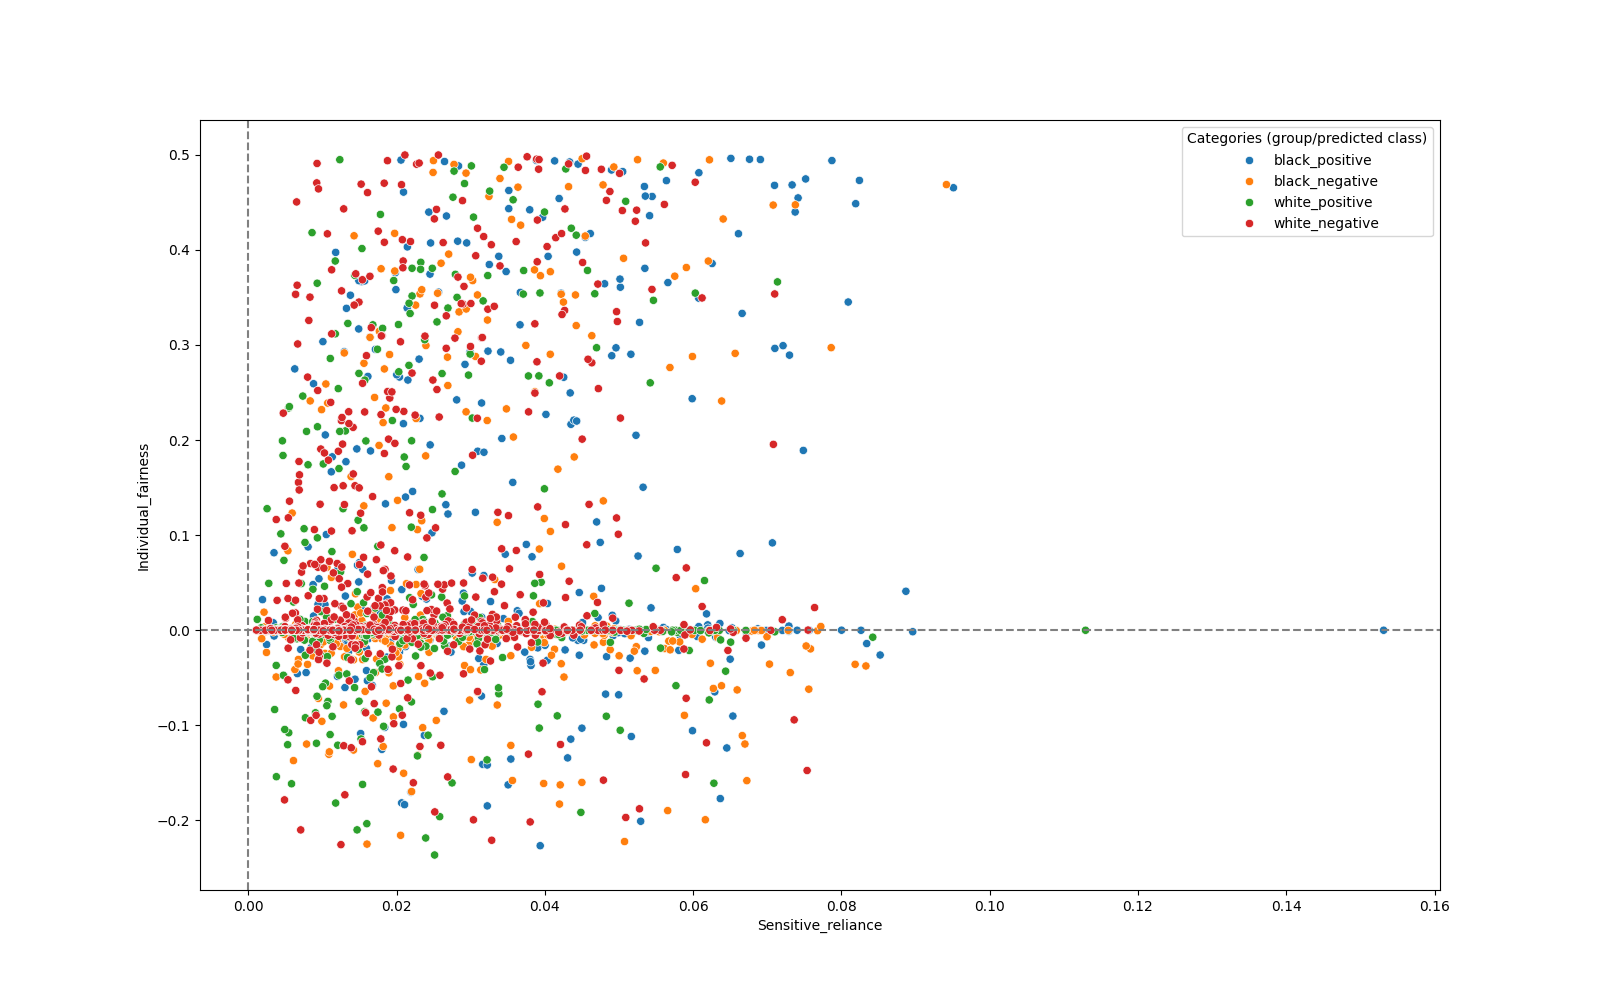 Categories (group/predicted class)
black_positive
black_negative
white_positive
white_negative
0.5
0.4
0.3
0.2
0.1
0.0
−0.1
−0.2
Individual_fairness
0.00
0.02
0.04
0.06
0.08
0.10
0.12
0.14
0.16
Sensitive_reliance